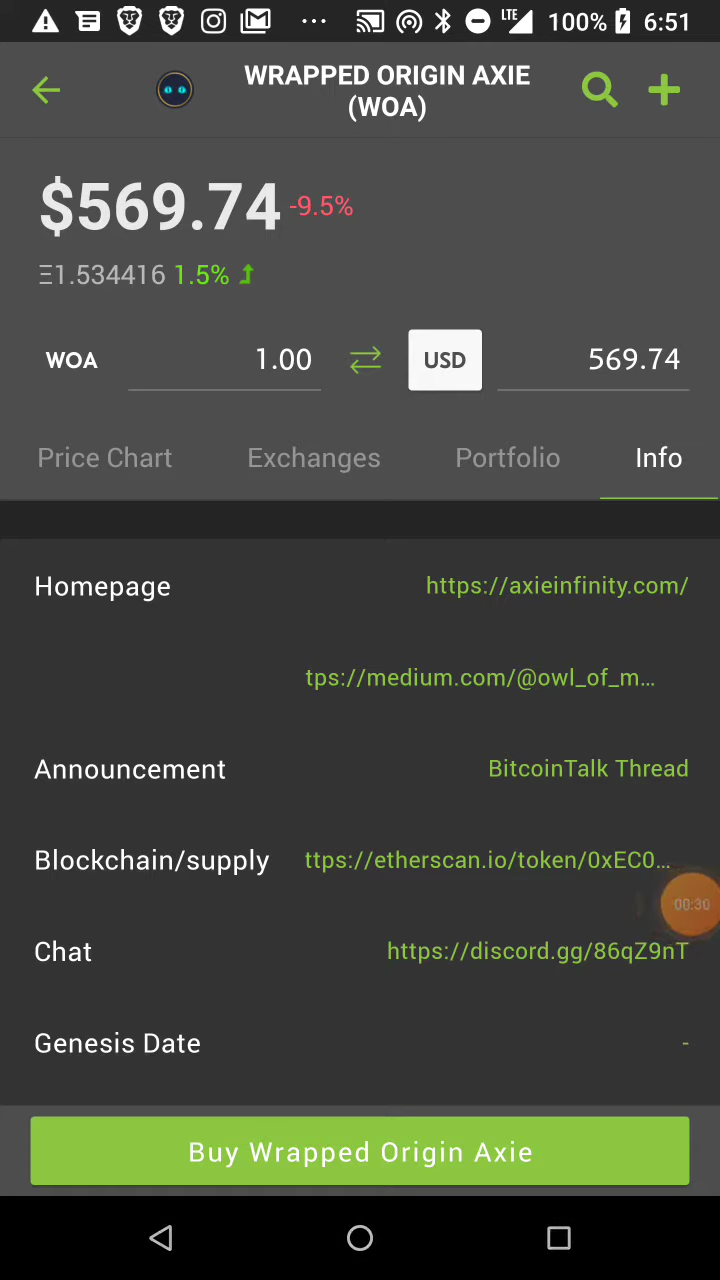 LTE 100% 6:51
WRAPPED ORIGIN AXIE
(WOA)
$569.74 -9.5%
Ξ1.534416 1.5%
WOA 1.00 USD 569.74
Price Chart Exchanges Portfolio Info
Homepage https://axieinfinity.com/
tps://medium.com/@owl_of_m...
Announcement BitcoinTalk Thread
Blockchain/supply ttps://etherscan.io/token/0xEC0...
00:30
Chat https://discord.gg/86qZ9nT
Genesis Date -
Buy Wrapped Origin Axie